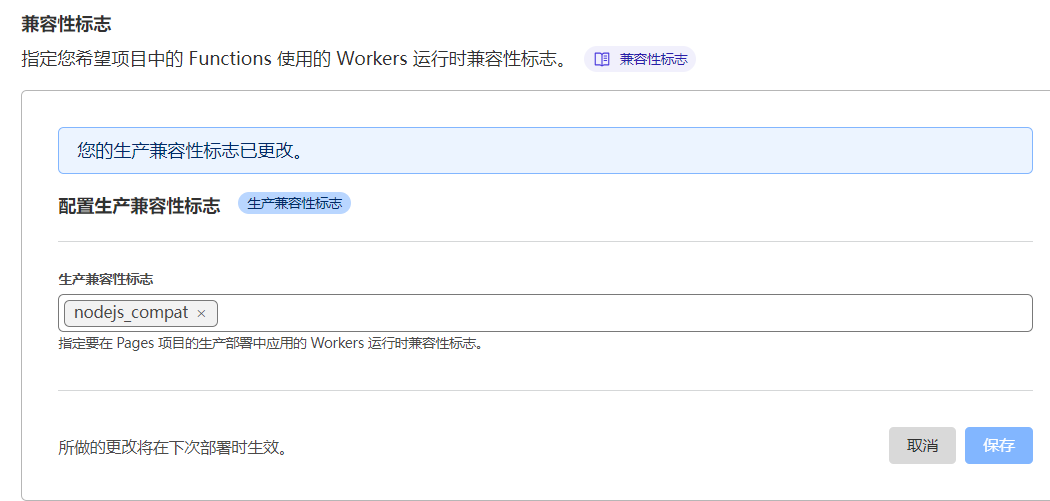 兼容性标志
指定您希望项目中的 Functions 使用的 Workers 运行时兼容性标志。 兼容性标志
您的生产兼容性标志已更改。
配置生产兼容性标志 生产兼容性标志
生产兼容性标志
nodejs_compat ×
指定要在 Pages 项目的生产部署中应用的 Workers 运行时兼容性标志。
所做的更改将在下次部署时生效。 取消 保存